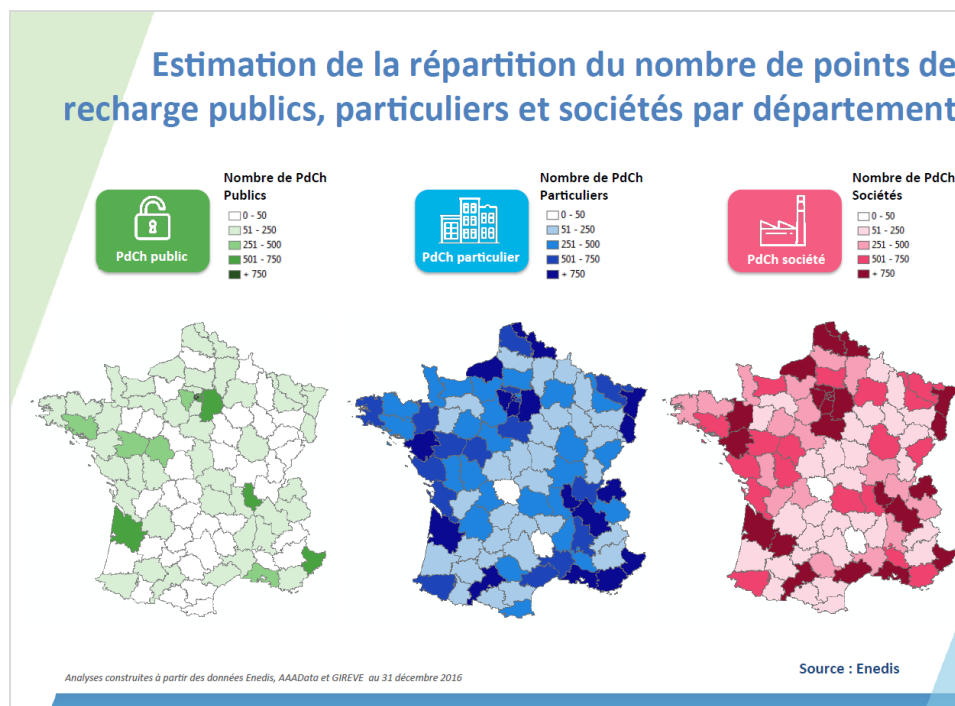 Estimation de la répartition du nombre de points de
recharge publics, particuliers et sociétés par département
PdCh public
Nombre de PdCh
Publics
0 - 50
51 - 250
251 - 500
501 - 750
+ 750
PdCh particulier
Nombre de PdCh
Particuliers
0 - 50
51 - 250
251 - 500
501 - 750
+ 750
PdCh société
Nombre de PdCh
Sociétés
0 - 50
51 - 250
251 - 500
501 - 750
+ 750
Analyses construites à partir des données Enedis, AAAData et GIREVE au 31 décembre 2016
Source : Enedis